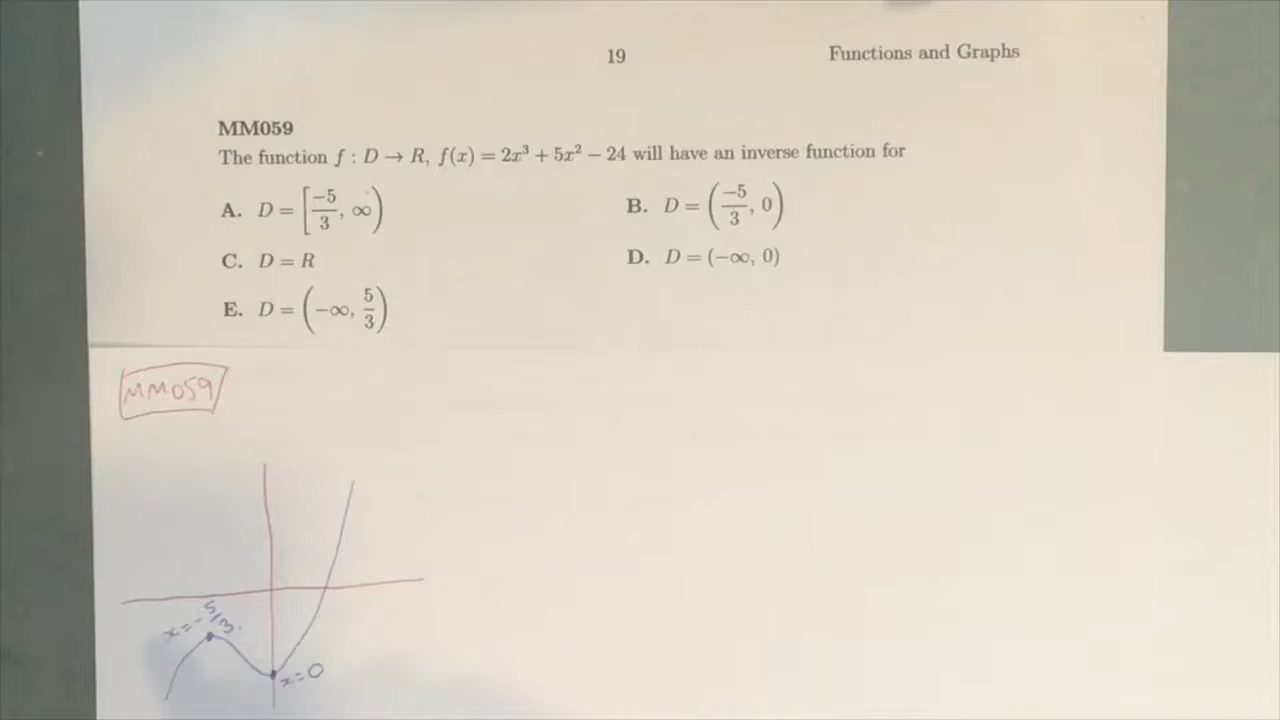 19 Functions and Graphs
MM059
The function f : D → R, f(x) = 2x³ + 5x² − 24 will have an inverse function for
A. D = [−5/3, ∞) B. D = (−5/3, 0)
C. D = R D. D = (−∞, 0)
E. D = (−∞, 5/3)
MM059
x = −5/3
x = 0